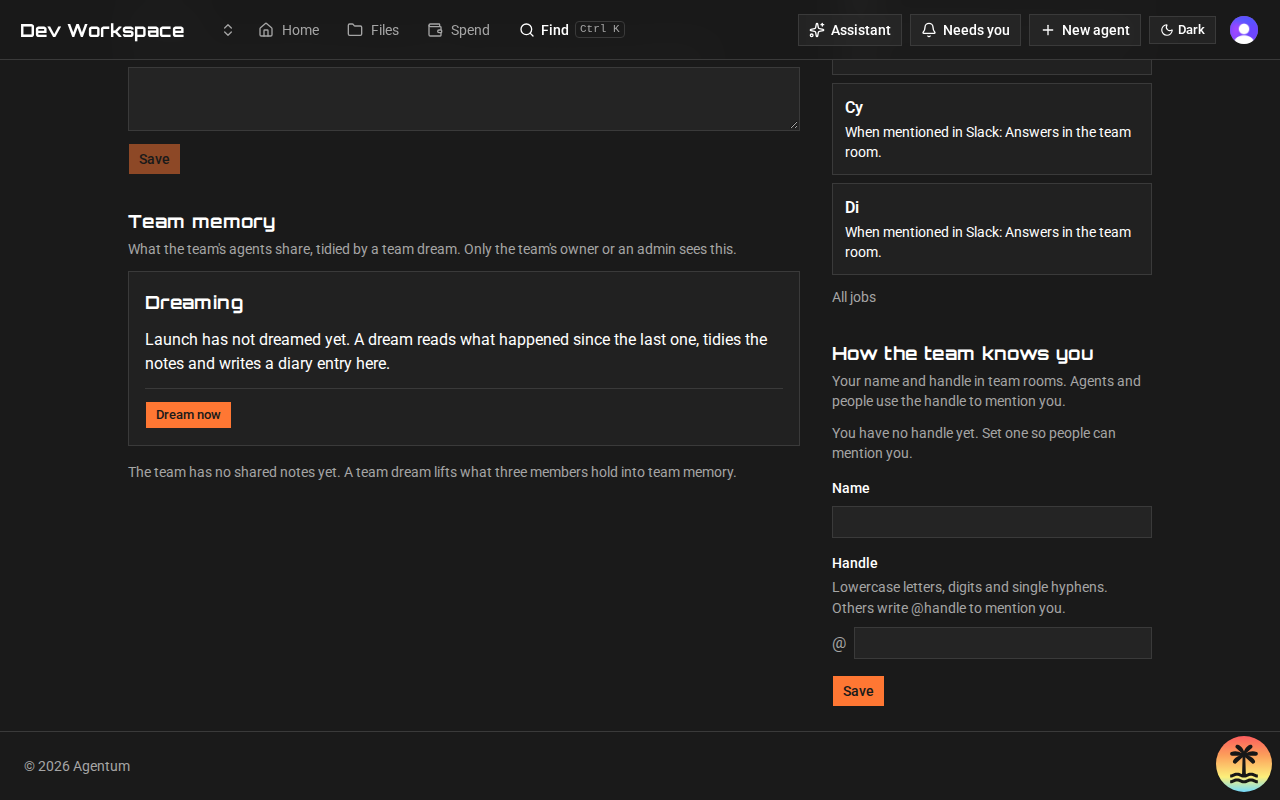 Dev Workspace
Home
Files
Spend
Find Ctrl K
Assistant
Needs you
New agent
Dark
Save
Team memory
What the team's agents share, tidied by a team dream. Only the team's owner or an admin sees this.
Dreaming
Launch has not dreamed yet. A dream reads what happened since the last one, tidies the
notes and writes a diary entry here.
Dream now
The team has no shared notes yet. A team dream lifts what three members hold into team memory.
Cy
When mentioned in Slack: Answers in the team
room.
Di
When mentioned in Slack: Answers in the team
room.
All jobs
How the team knows you
Your name and handle in team rooms. Agents and
people use the handle to mention you.
You have no handle yet. Set one so people can
mention you.
Name
Handle
Lowercase letters, digits and single hyphens.
Others write @handle to mention you.
@
Save
© 2026 Agentum